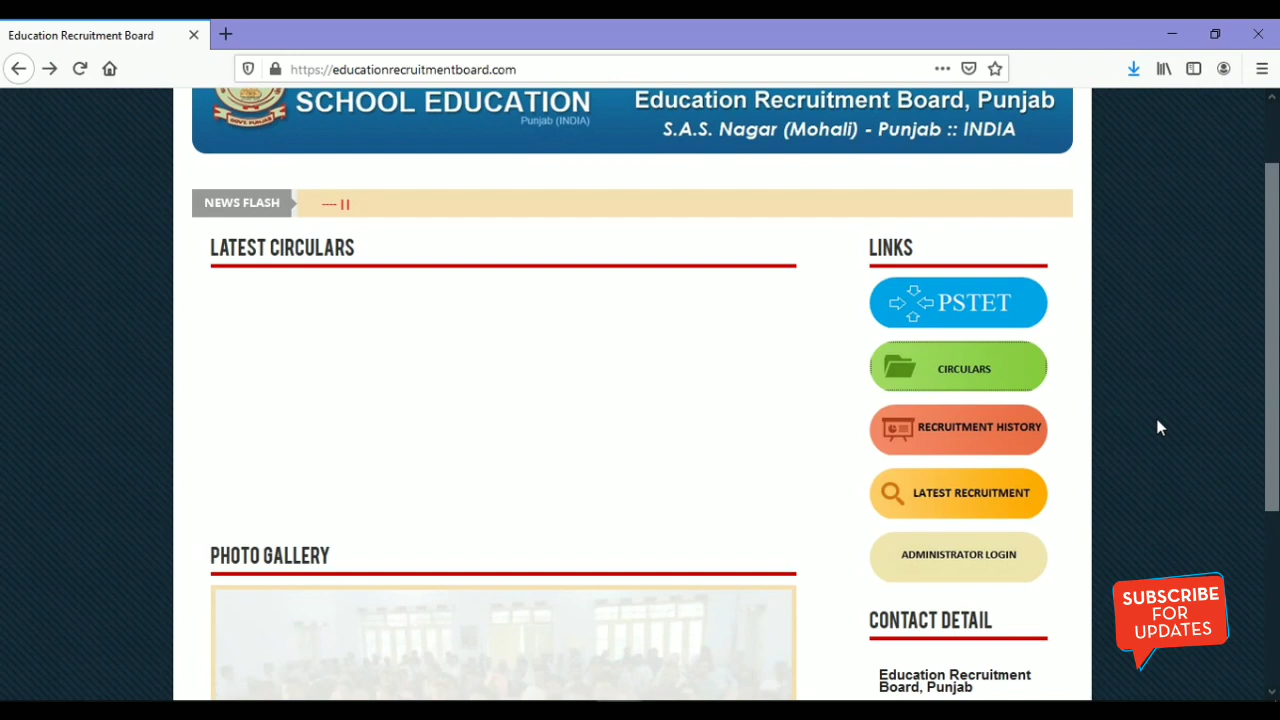 Education Recruitment Board
https://educationrecruitmentboard.com
SCHOOL EDUCATION
Punjab (INDIA)
Education Recruitment Board, Punjab
S.A.S. Nagar (Mohali) - Punjab :: INDIA
NEWS FLASH
---- ||
LATEST CIRCULARS
LINKS
PSTET
CIRCULARS
RECRUITMENT HISTORY
LATEST RECRUITMENT
ADMINISTRATOR LOGIN
PHOTO GALLERY
CONTACT DETAIL
Education Recruitment
Board, Punjab
SUBSCRIBE
FOR
UPDATES